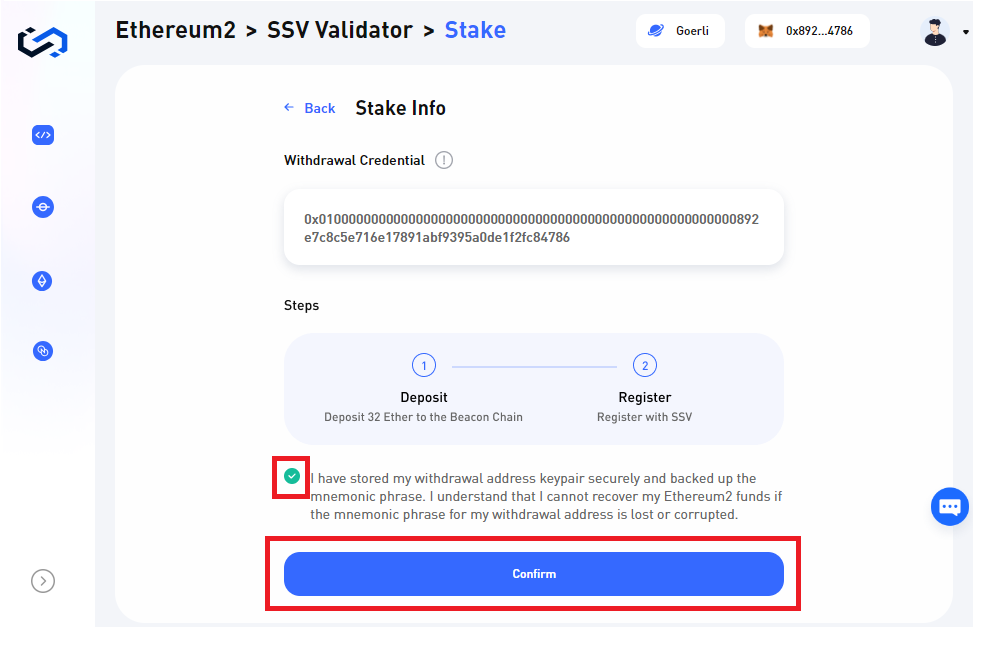 Ethereum2 > SSV Validator > Stake
Goerli
0x892...4786
← Back
Stake Info
Withdrawal Credential
!
0x01000000000000000000000000000000000000000000000000000000000892
e7c8c5e716e17891abf9395a0de1f2fc84786
Steps
1
2
Deposit
Register
Deposit 32 Ether to the Beacon Chain
Register with SSV
I have stored my withdrawal address keypair securely and backed up the
mnemonic phrase. I understand that I cannot recover my Ethereum2 funds if
the mnemonic phrase for my withdrawal address is lost or corrupted.
Confirm